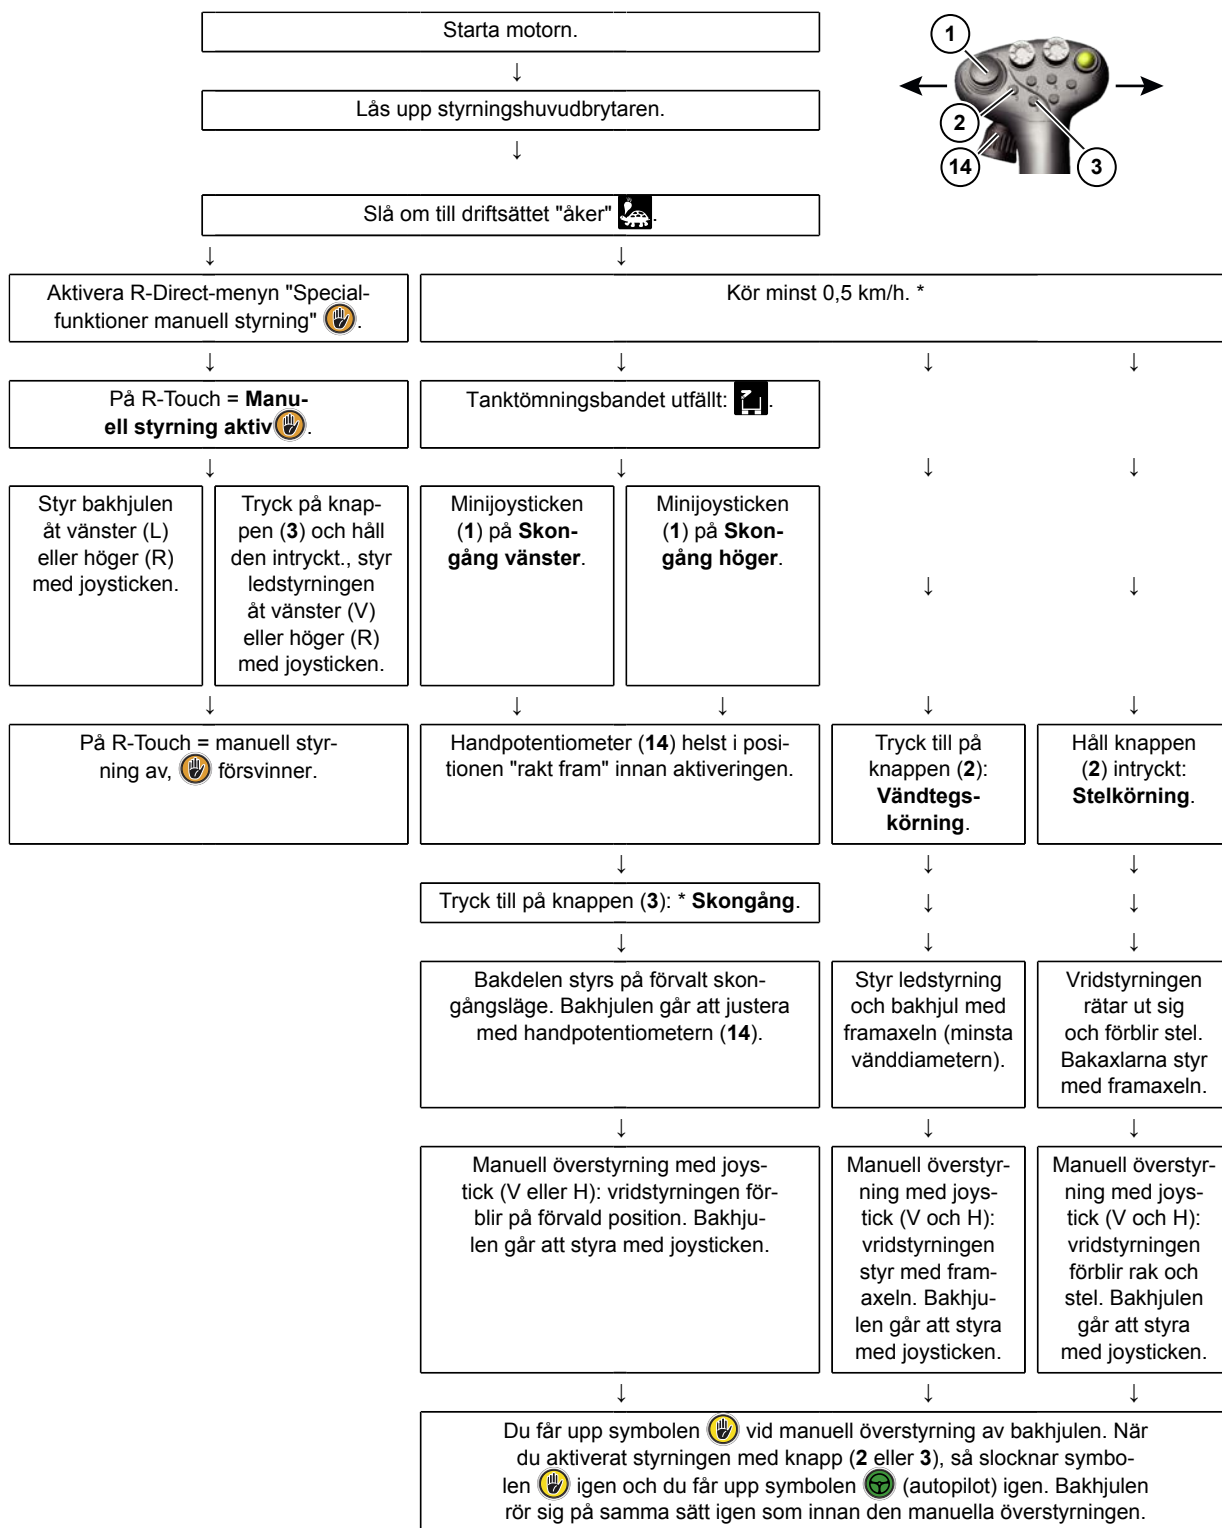 Starta motorn.
1
↓
Lås upp styrningshuvudbrytaren.
2
↓
14
3
Slå om till driftsättet "åker" .
↓
↓
Aktivera R-Direct-menyn "Special-
funktioner manuell styrning" .
Kör minst 0,5 km/h. *
↓
↓
↓
↓
På R-Touch = Manu-
ell styrning aktiv .
Tanktömningsbandet utfällt: .
↓
↓
↓
↓
Styr bakhjulen
åt vänster (L)
eller höger (R)
med joysticken.
Tryck på knap-
pen (3) och håll
den intryckt., styr
ledstyrningen
åt vänster (V)
eller höger (R)
med joysticken.
Minijoysticken
(1) på Skon-
gång vänster.
Minijoysticken
(1) på Skon-
gång höger.
↓
↓
↓
↓
↓
↓
↓
På R-Touch = manuell styr-
ning av, försvinner.
Handpotentiometer (14) helst i posi-
tionen "rakt fram" innan aktiveringen.
Tryck till på
knappen (2):
Vändtegs-
körning.
Håll knappen
(2) intryckt:
Stelkörning.
↓
↓
↓
Tryck till på knappen (3): * Skongång.
↓
↓
↓
↓
↓
Bakdelen styrs på förvalt skon-
gångsläge. Bakhjulen går att justera
med handpotentiometern (14).
Styr ledstyrning
och bakhjul med
framaxeln (minsta
vänddiametern).
Vridstyrningen
rätar ut sig
och förblir stel.
Bakaxlarna styr
med framaxeln.
↓
↓
↓
Manuell överstyrning med joys-
tick (V eller H): vridstyrningen för-
blir på förvald position. Bakhju-
len går att styra med joysticken.
Manuell överstyr-
ning med joys-
tick (V och H):
vridstyrningen
styr med fram-
axeln. Bakhju-
len går att styra
med joysticken.
Manuell överstyr-
ning med joys-
tick (V och H):
vridstyrningen
förblir rak och
stel. Bakhjulen
går att styra
med joysticken.
↓
↓
↓
Du får upp symbolen vid manuell överstyrning av bakhjulen. När
du aktiverat styrningen med knapp (2 eller 3), så slocknar symbo-
len igen och du får upp symbolen (autopilot) igen. Bakhjulen
rör sig på samma sätt igen som innan den manuella överstyrningen.